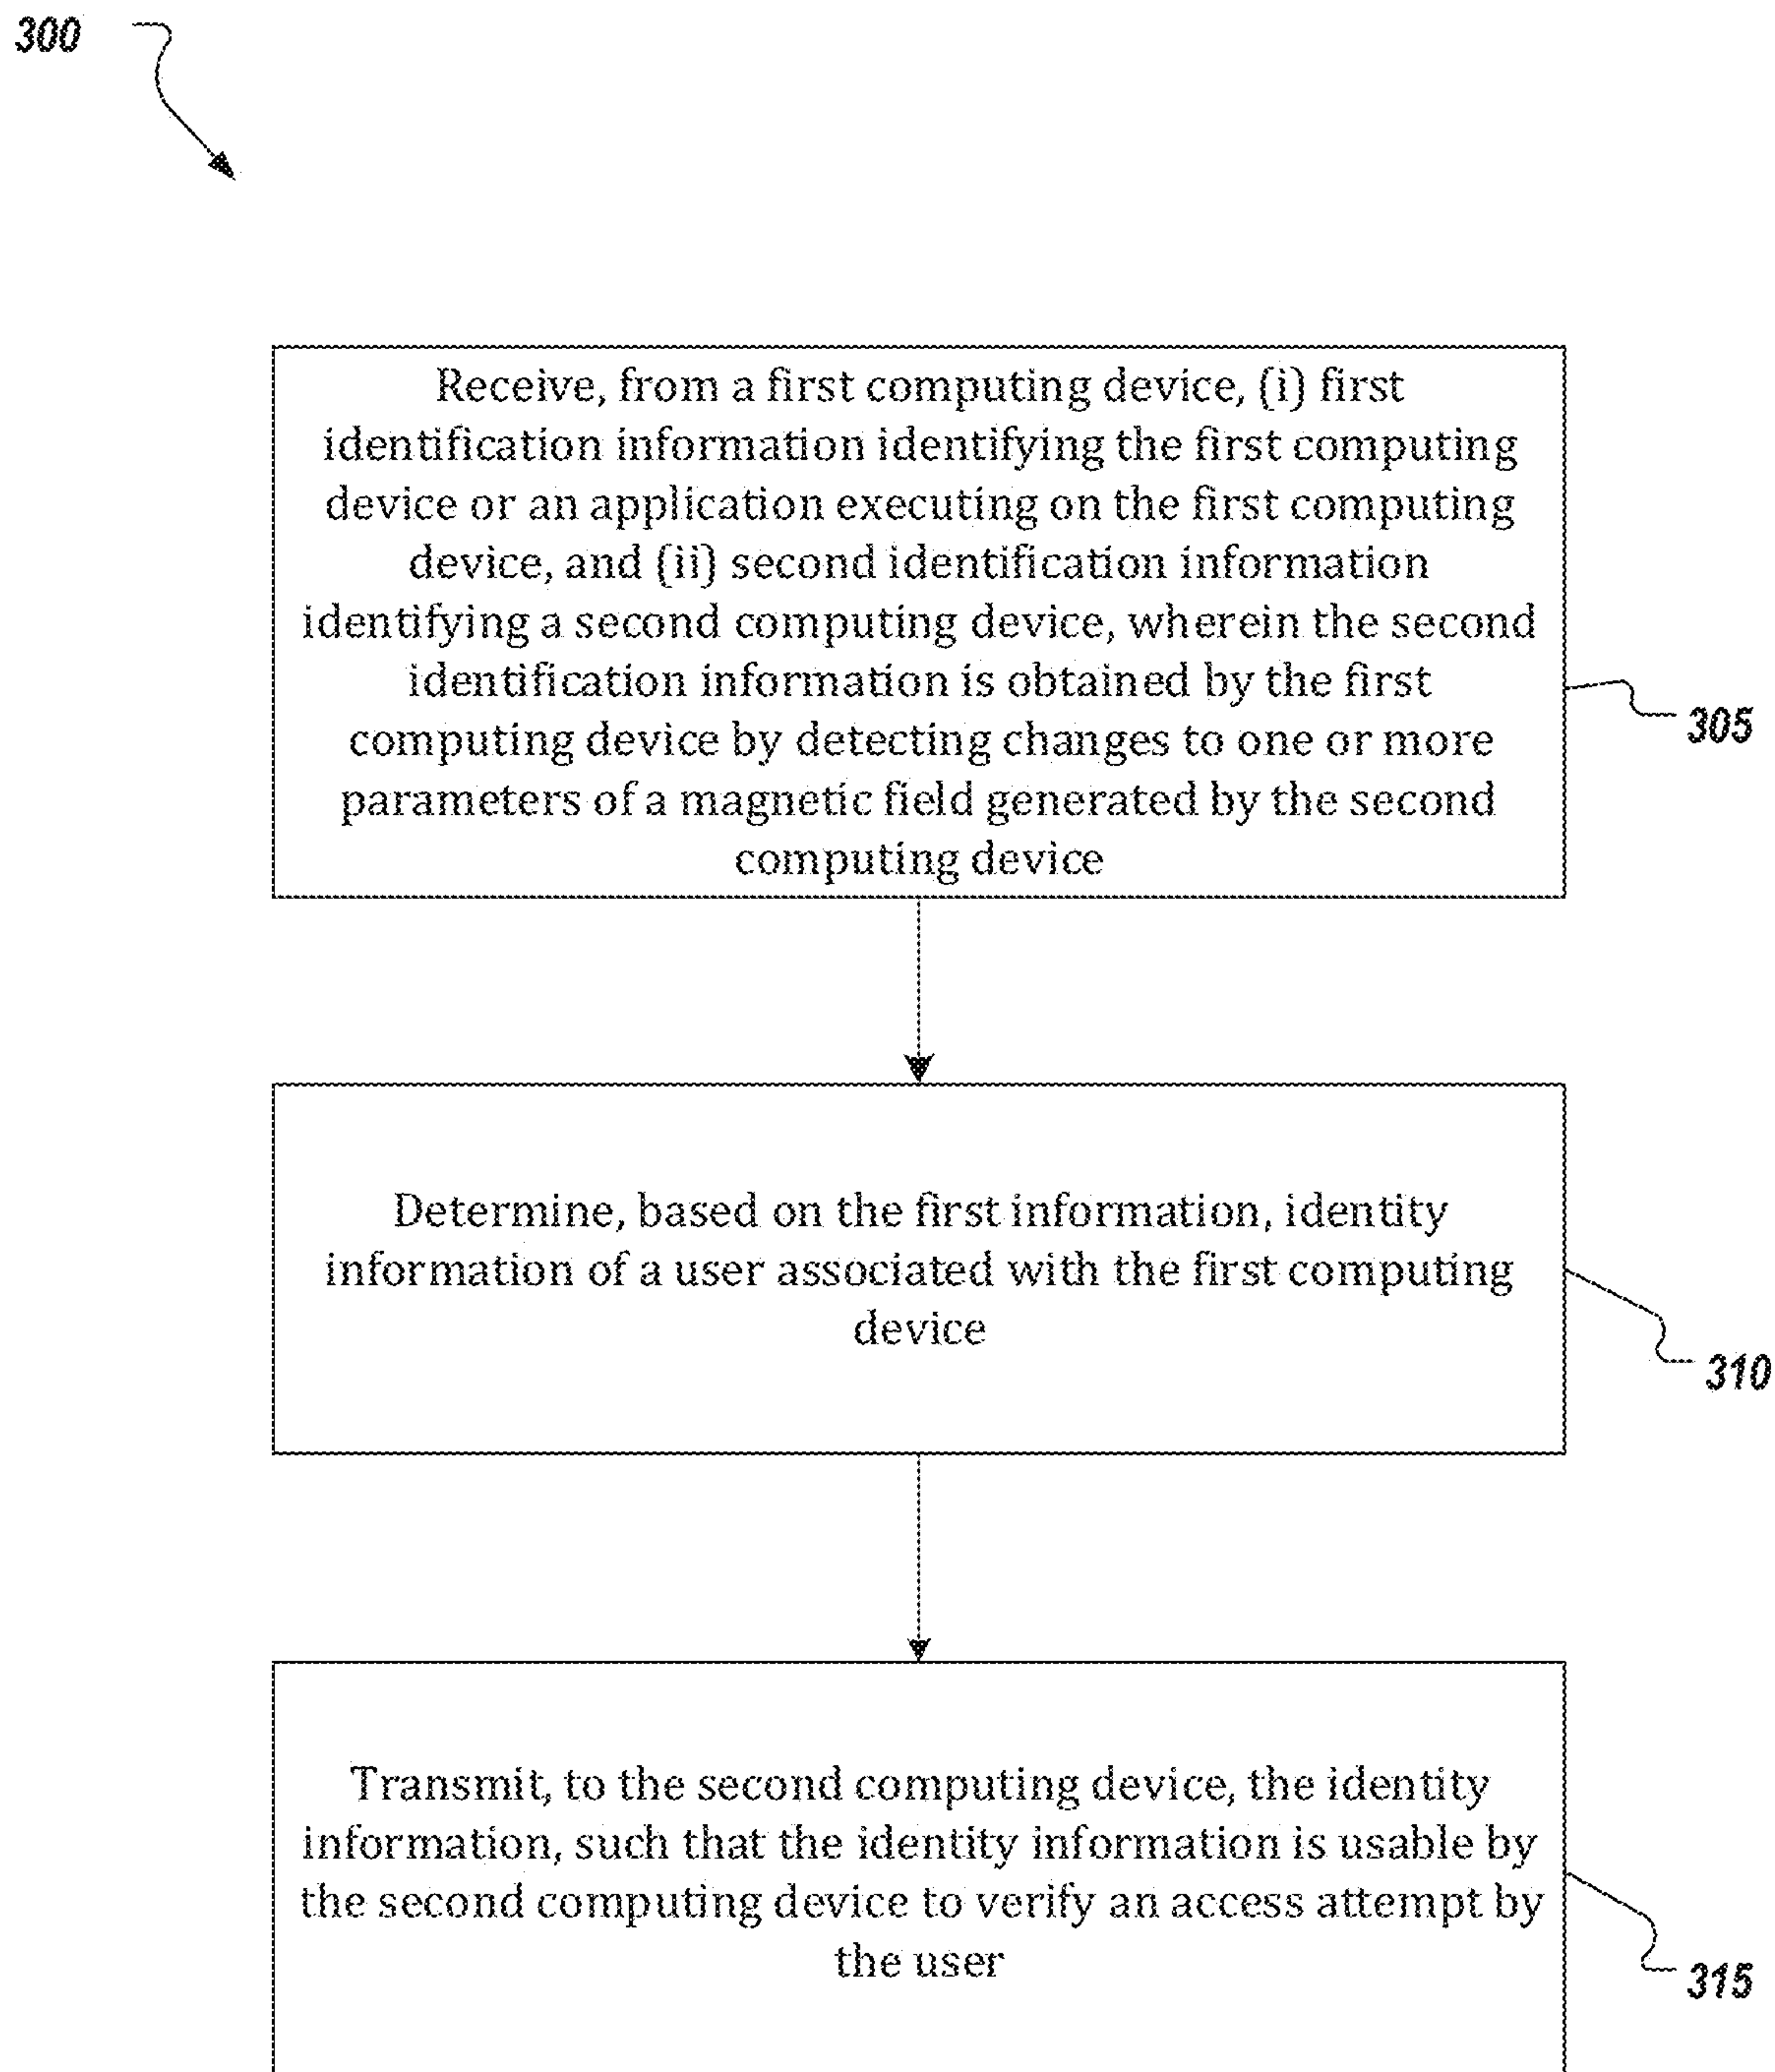 300
Receive, from a first computing device, (i) first
identification information identifying the first computing
device or an application executing on the first computing
device, and (ii) second identification information
identifying a second computing device, wherein the second
identification information is obtained by the first
computing device by detecting changes to one or more
parameters of a magnetic field generated by the second
computing device
305
Determine, based on the first information, identity
information of a user associated with the first computing
device
310
Transmit, to the second computing device, the identity
information, such that the identity information is usable by
the second computing device to verify an access attempt by
the user
315